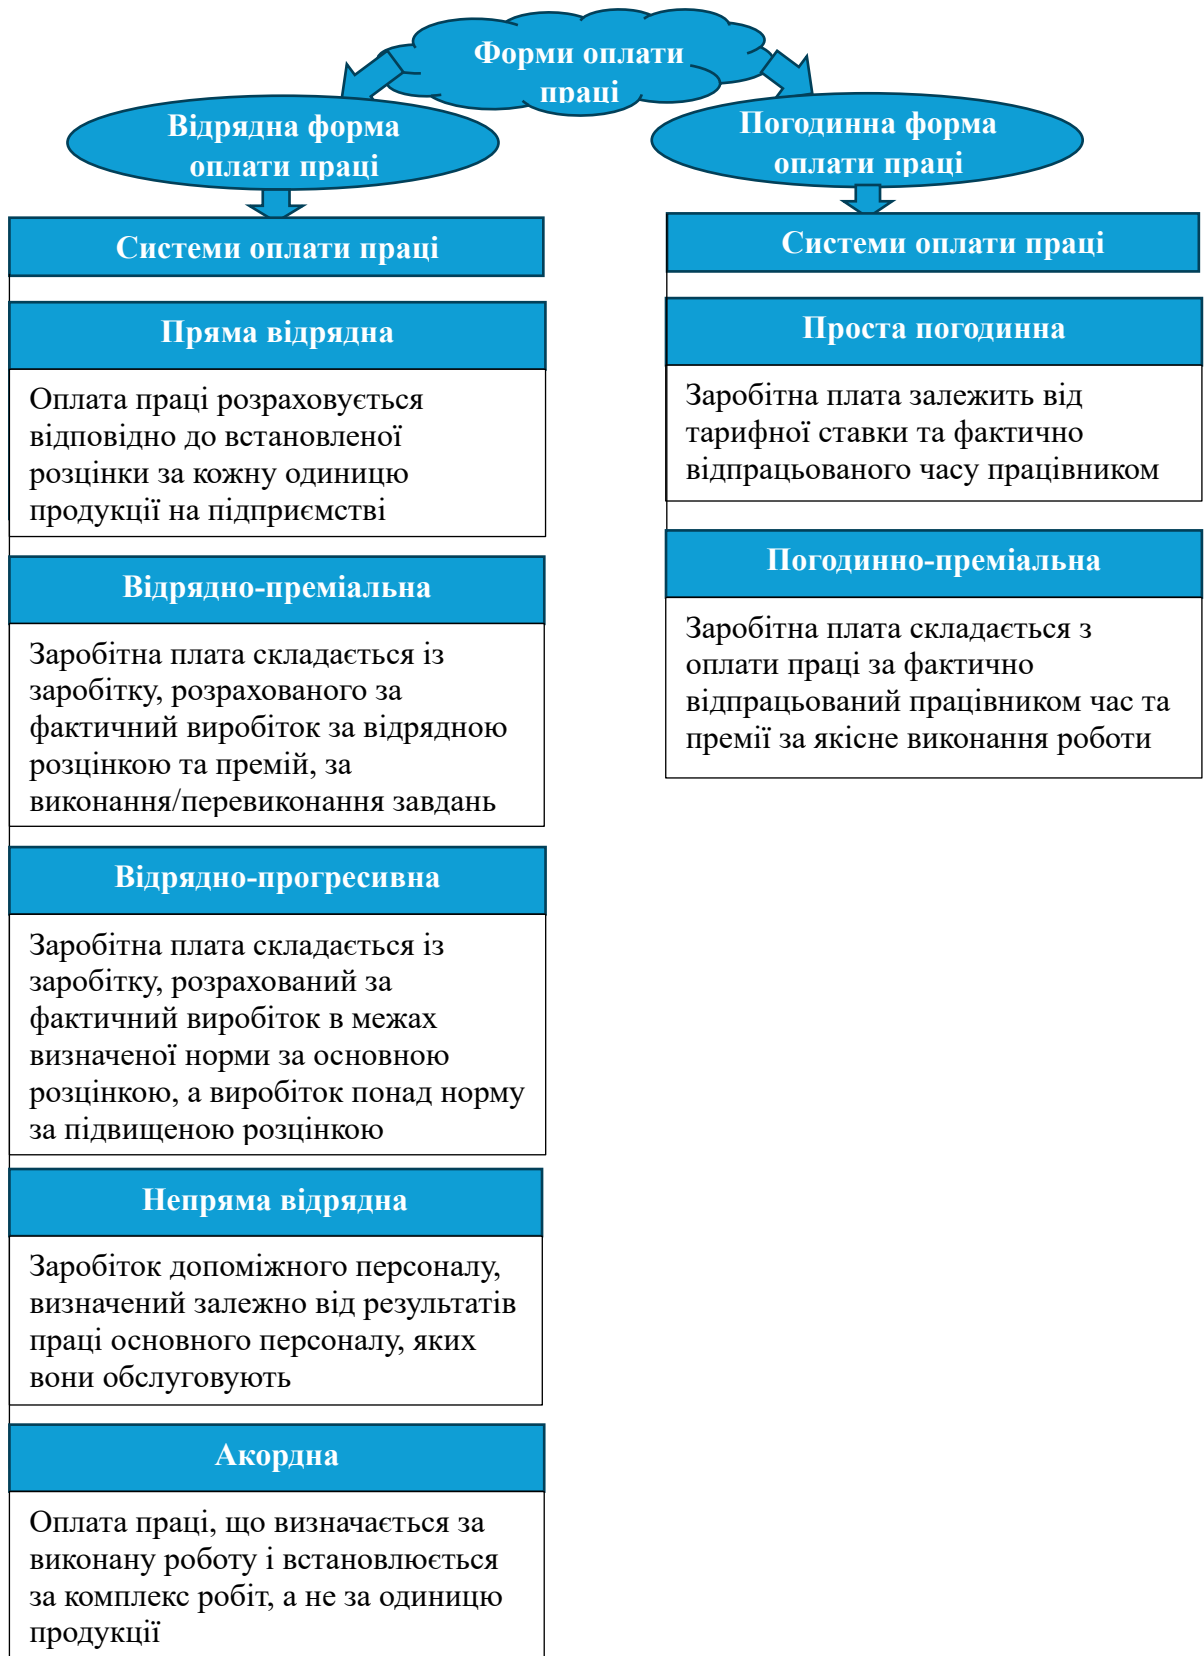 Форми оплати
праці
Відрядна форма
оплати праці
Погодинна форма
оплати праці
Системи оплати праці
Пряма відрядна
Оплата праці розраховується
відповідно до встановленої
розцінки за кожну одиницю
продукції на підприємстві
Відрядно-преміальна
Заробітна плата складається із
заробітку, розрахованого за
фактичний виробіток за відрядною
розцінкою та премій, за
виконання/перевиконання завдань
Відрядно-прогресивна
Заробітна плата складається із
заробітку, розрахований за
фактичний виробіток в межах
визначеної норми за основною
розцінкою, а виробіток понад норму
за підвищеною розцінкою
Непряма відрядна
Заробіток допоміжного персоналу,
визначений залежно від результатів
праці основного персоналу, яких
вони обслуговують
Акордна
Оплата праці, що визначається за
виконану роботу і встановлюється
за комплекс робіт, а не за одиницю
продукції
Системи оплати праці
Проста погодинна
Заробітна плата залежить від
тарифної ставки та фактично
відпрацьованого часу працівником
Погодинно-преміальна
Заробітна плата складається з
оплати праці за фактично
відпрацьований працівником час та
премії за якісне виконання роботи